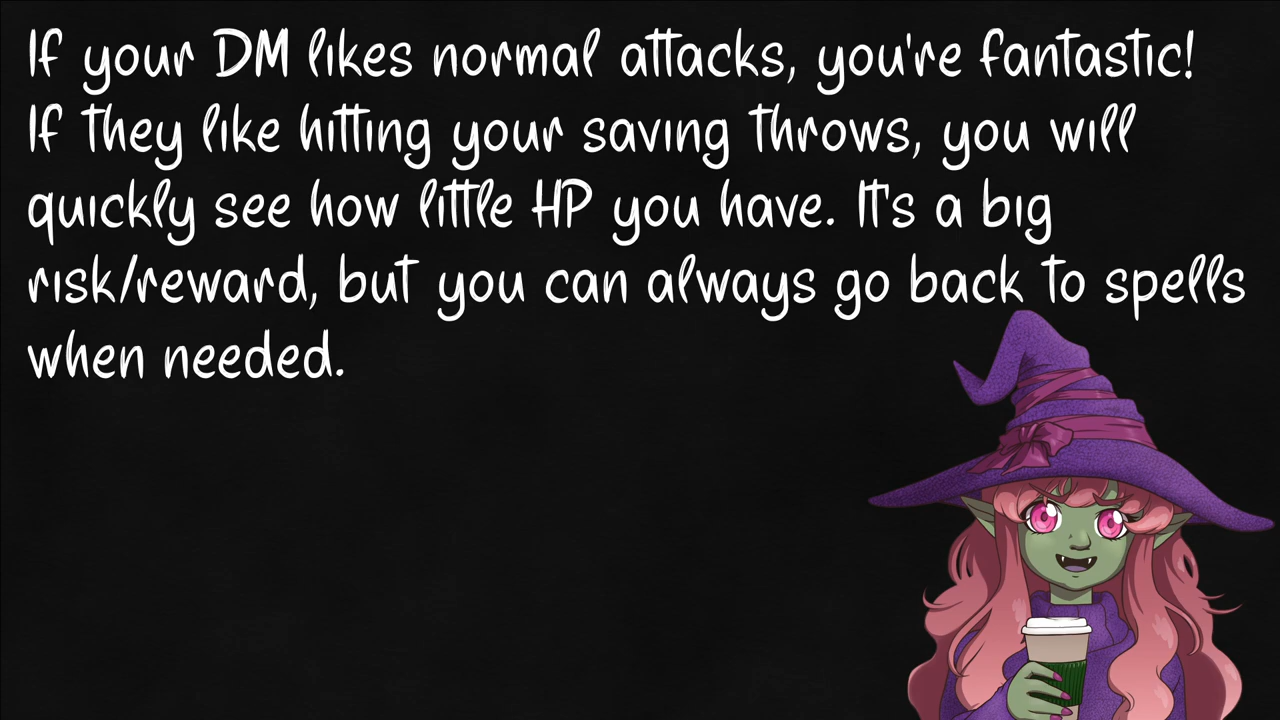 If your DM likes normal attacks, you're fantastic!
If they like hitting your saving throws, you will
quickly see how little HP you have. It's a big
risk/reward, but you can always go back to spells
when needed.